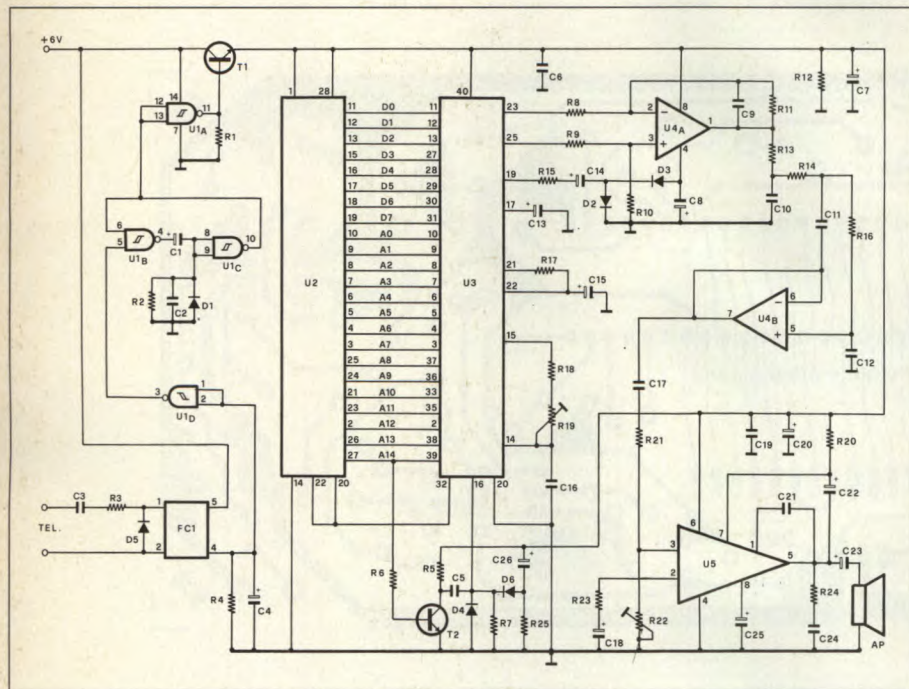 +6V
T1
12
13
14
11
7
U1A
R1
6
5
4
U1B
C1
8
9
10
U1C
R2
C2
D1
3
1
2
U1D
TEL.
C3
R3
D5
1
2
FC1
5
4
R4
C4
1
28
U2
14
22
20
11 D0 11
12 D1 12
13 D2 13
15 D3 27
16 D4 28
17 D5 29
18 D6 30
19 D7 31
10 A0 10
9 A1 9
8 A2 8
7 A3 7
6 A4 6
5 A5 5
4 A6 4
3 A7 3
25 A8 37
24 A9 36
21 A10 33
23 A11 35
2 A12 2
26 A13 38
27 A14 39
40
U3
23
25
19
17
21
22
15
14
32
16
20
C6
R8
R9
R15
C14
D2
R10
D3
C8
C13
R17
C15
R18
R19
C16
2
3
8
4
1
U4A
C9
R11
R13
R14
C10
R12
C7
C11
R16
7
6
5
U4B
C12
C17
R21
C19
C20
R20
C22
C21
C23
6
7
1
3
2
5
8
4
U5
R23
C18
R22
C25
R24
C24
AP
R6
T2
R5
C5
D4
C26
D6
R7
R25